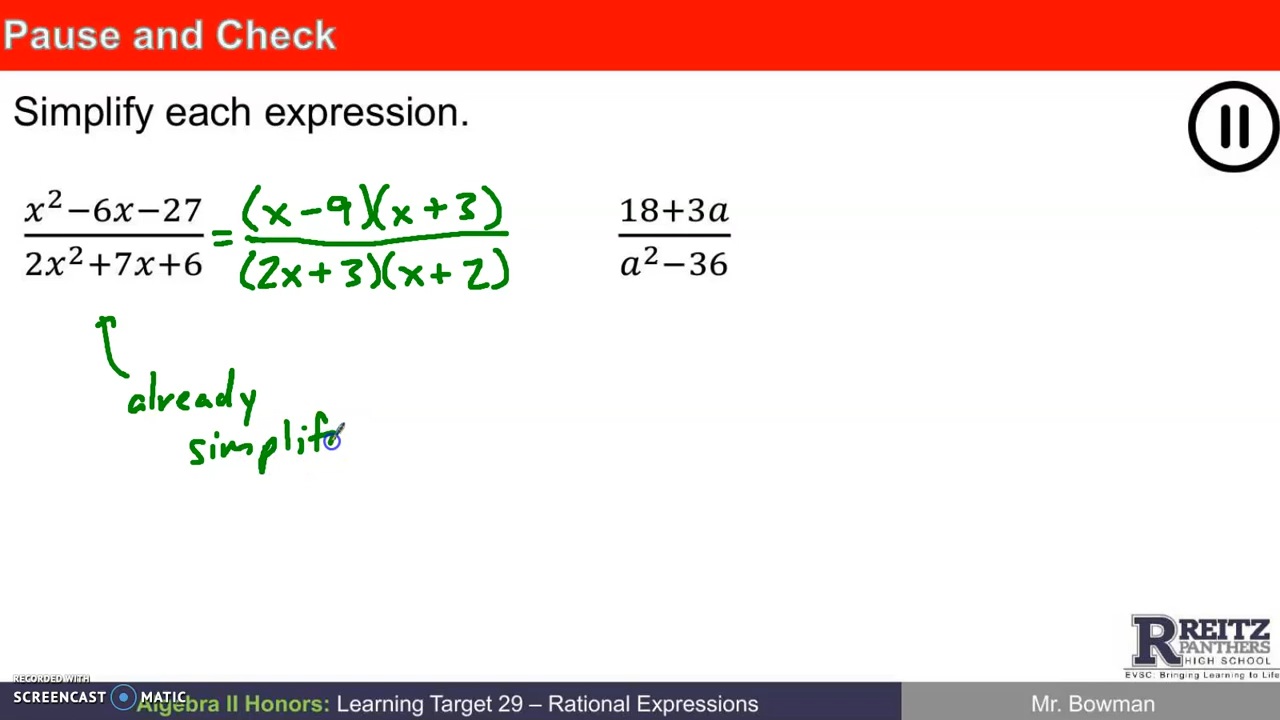 Pause and Check
Simplify each expression.
x²−6x−27 / 2x²+7x+6 = (x−9)(x+3) / (2x+3)(x+2)
18+3a / a²−36
already
simplif
REITZ
PANTHERS
HIGH SCHOOL
EVSC. Bringing Learning to Life
RECORDED WITH
SCREENCAST MATIC
Algebra II Honors: Learning Target 29 – Rational Expressions
Mr. Bowman